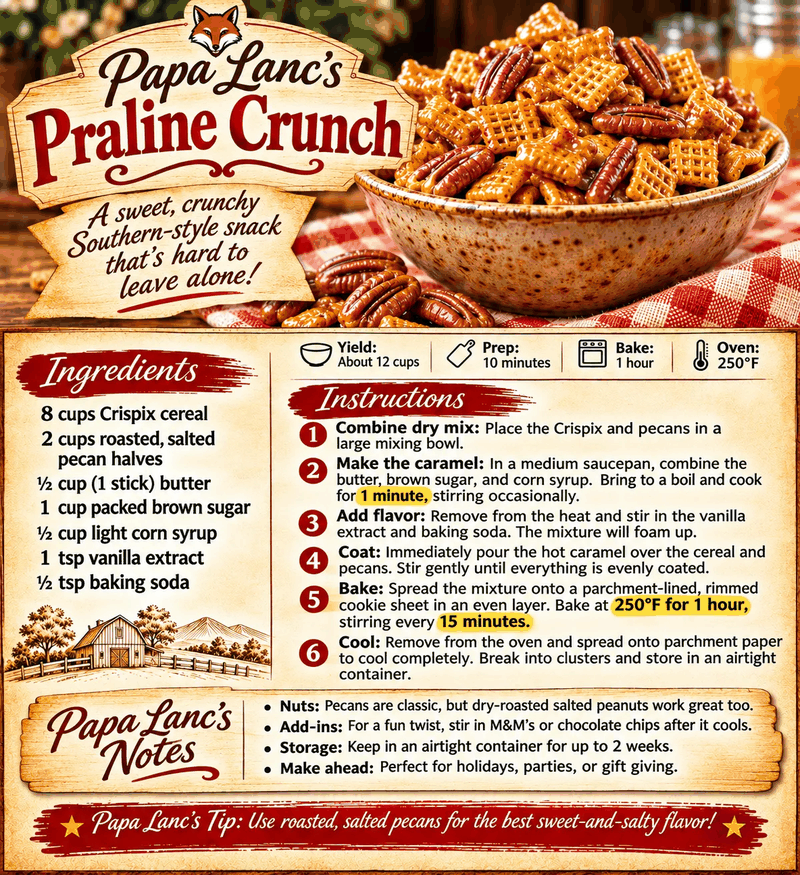 Papa Lanc's
Praline Crunch
A sweet, crunchy
Southern-style snack
that's hard to
leave alone!
Yield:
About 12 cups
Prep:
10 minutes
Bake:
1 hour
Oven:
250°F
Ingredients
8 cups Crispix cereal
2 cups roasted, salted
pecan halves
½ cup (1 stick) butter
1 cup packed brown sugar
½ cup light corn syrup
1 tsp vanilla extract
½ tsp baking soda
Instructions
1 Combine dry mix: Place the Crispix and pecans in a
large mixing bowl.
2 Make the caramel: In a medium saucepan, combine the
butter, brown sugar, and corn syrup. Bring to a boil and cook
for 1 minute, stirring occasionally.
3 Add flavor: Remove from the heat and stir in the vanilla
extract and baking soda. The mixture will foam up.
4 Coat: Immediately pour the hot caramel over the cereal and
pecans. Stir gently until everything is evenly coated.
5 Bake: Spread the mixture onto a parchment-lined, rimmed
cookie sheet in an even layer. Bake at 250°F for 1 hour,
stirring every 15 minutes.
6 Cool: Remove from the oven and spread onto parchment paper
to cool completely. Break into clusters and store in an airtight
container.
Papa Lanc's
Notes
• Nuts: Pecans are classic, but dry-roasted salted peanuts work great too.
• Add-ins: For a fun twist, stir in M&M's or chocolate chips after it cools.
• Storage: Keep in an airtight container for up to 2 weeks.
• Make ahead: Perfect for holidays, parties, or gift giving.
Papa Lanc's Tip: Use roasted, salted pecans for the best sweet-and-salty flavor!